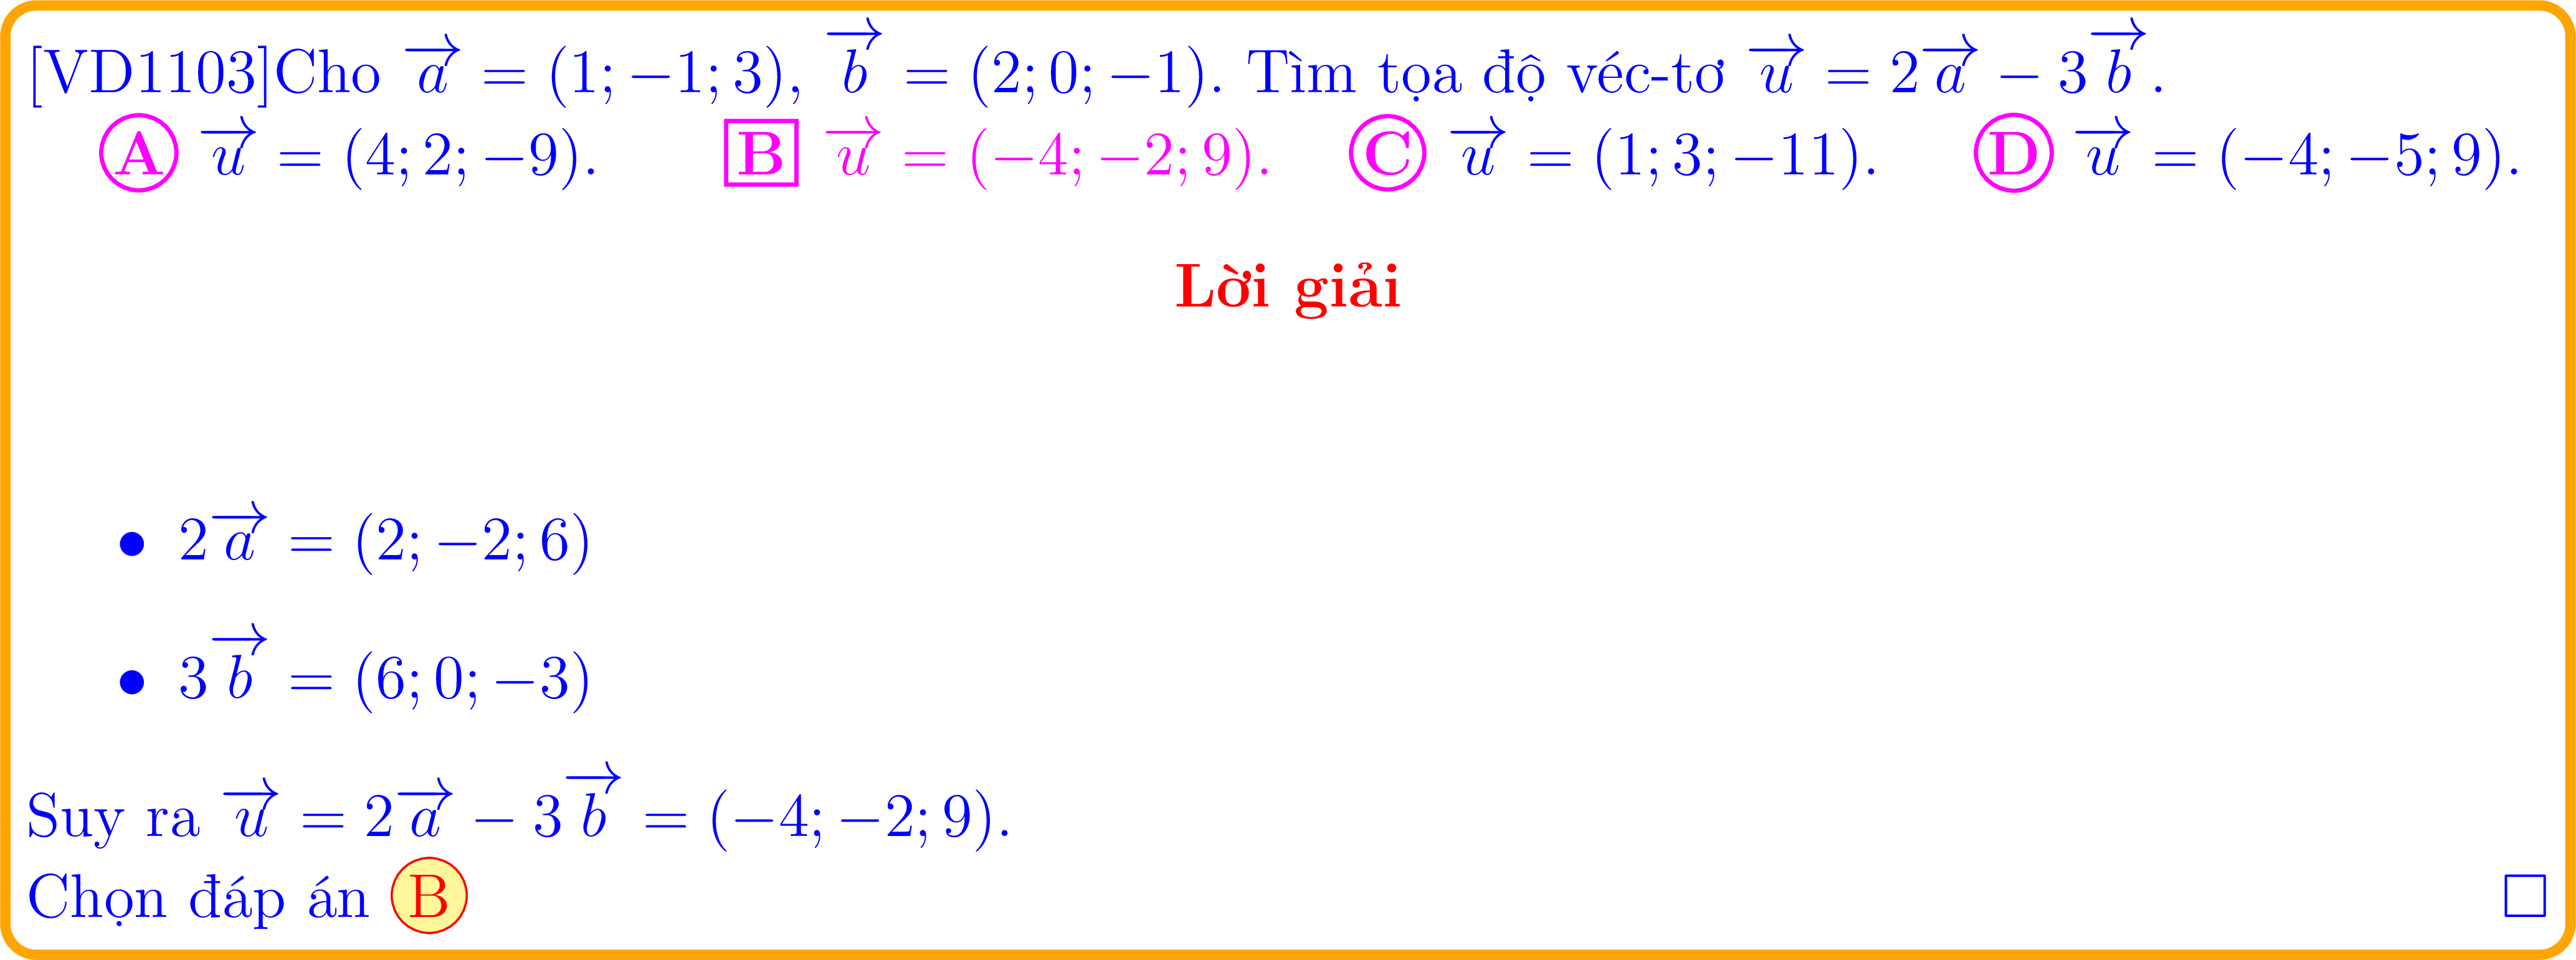 [VD1103]Cho $\overrightarrow{a} = (1; -1; 3)$, $\overrightarrow{b} = (2; 0; -1)$. Tìm tọa độ véc-tơ $\overrightarrow{u} = 2\overrightarrow{a} - 3\overrightarrow{b}$.
A $\overrightarrow{u} = (4; 2; -9)$. B $\overrightarrow{u} = (-4; -2; 9)$. C $\overrightarrow{u} = (1; 3; -11)$. D $\overrightarrow{u} = (-4; -5; 9)$.
Lời giải
• $2\overrightarrow{a} = (2; -2; 6)$
• $3\overrightarrow{b} = (6; 0; -3)$
Suy ra $\overrightarrow{u} = 2\overrightarrow{a} - 3\overrightarrow{b} = (-4; -2; 9)$.
Chọn đáp án B □